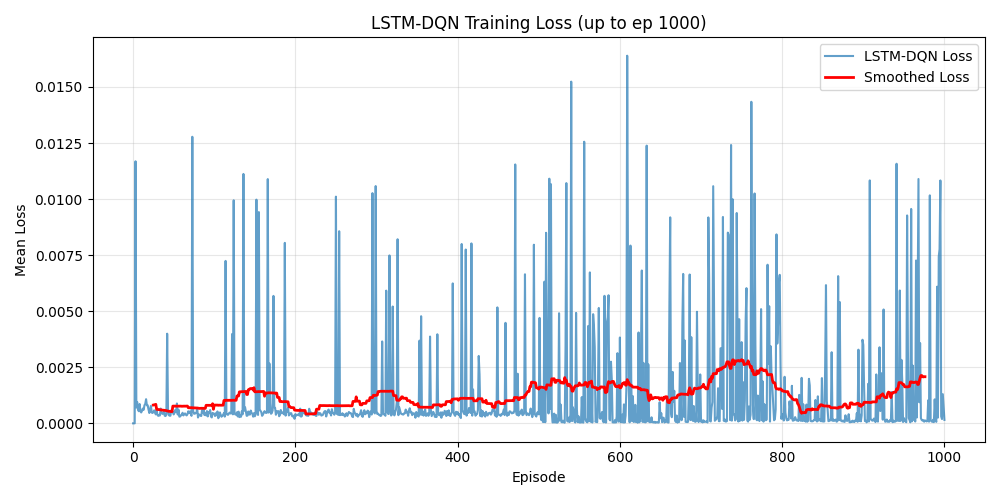 LSTM-DQN Training Loss (up to ep 1000)
LSTM-DQN Loss
Smoothed Loss
Mean Loss
0.0150
0.0125
0.0100
0.0075
0.0050
0.0025
0.0000
0
200
400
600
800
1000
Episode